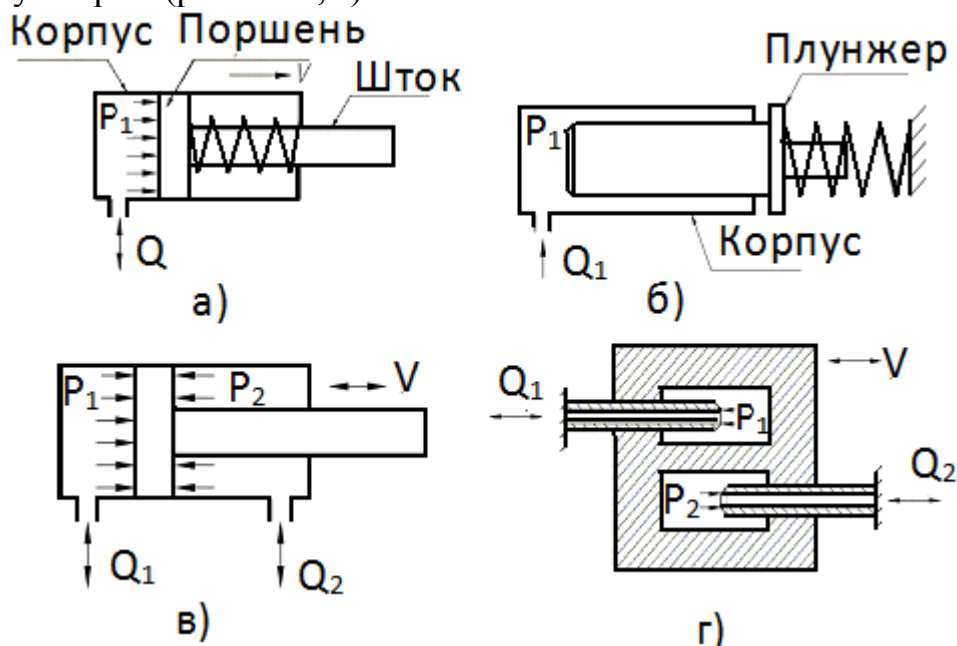 Корпус Поршень
V
Шток
P₁
Q
а)
Плунжер
P₁
Корпус
Q₁
б)
P₁ P₂ V
Q₁ Q₂
в)
Q₁ V
P₁
Q₂
P₂
г)